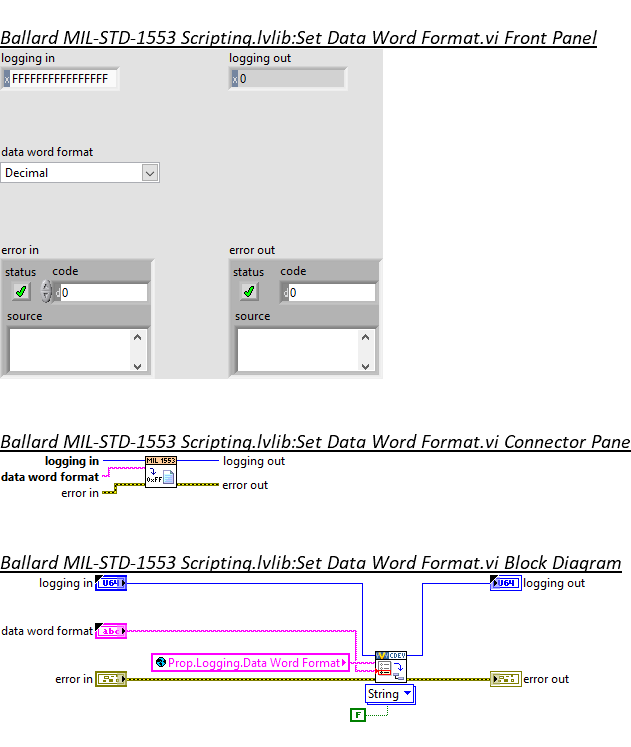 Ballard MIL-STD-1553 Scripting.lvlib:Set Data Word Format.vi Front Panel
logging in
logging out
x FFFFFFFFFFFFFFFF
x 0
data word format
Decimal
error in
error out
status code
status code
d 0
d 0
source
source
Ballard MIL-STD-1553 Scripting.lvlib:Set Data Word Format.vi Connector Pane
logging in
MIL 1553
logging out
data word format
0xFF
error in
error out
Ballard MIL-STD-1553 Scripting.lvlib:Set Data Word Format.vi Block Diagram
logging in
U64
U64
logging out
data word format
abc
Prop.Logging.Data Word Format
CDEV
error in
error out
String
F